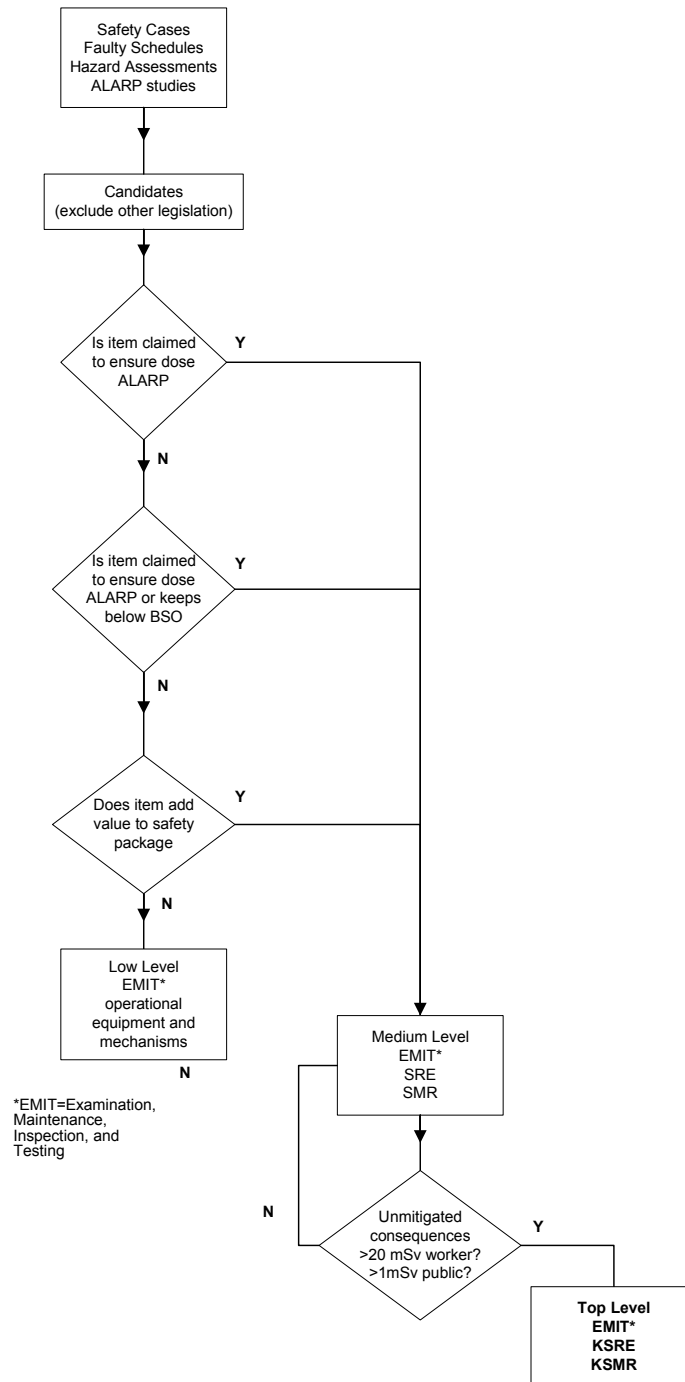 Safety Cases
Faulty Schedules
Hazard Assessments
ALARP studies
Candidates
(exclude other legislation)
Is item claimed
to ensure dose
ALARP
Y
N
Is item claimed
to ensure dose
ALARP or keeps
below BSO
Y
N
Does item add
value to safety
package
Y
N
Low Level
EMIT*
operational
equipment and
mechanisms
N
*EMIT=Examination,
Maintenance,
Inspection, and
Testing
Medium Level
EMIT*
SRE
SMR
N
Unmitigated
consequences
>20 mSv worker?
>1mSv public?
Y
Top Level
EMIT*
KSRE
KSMR